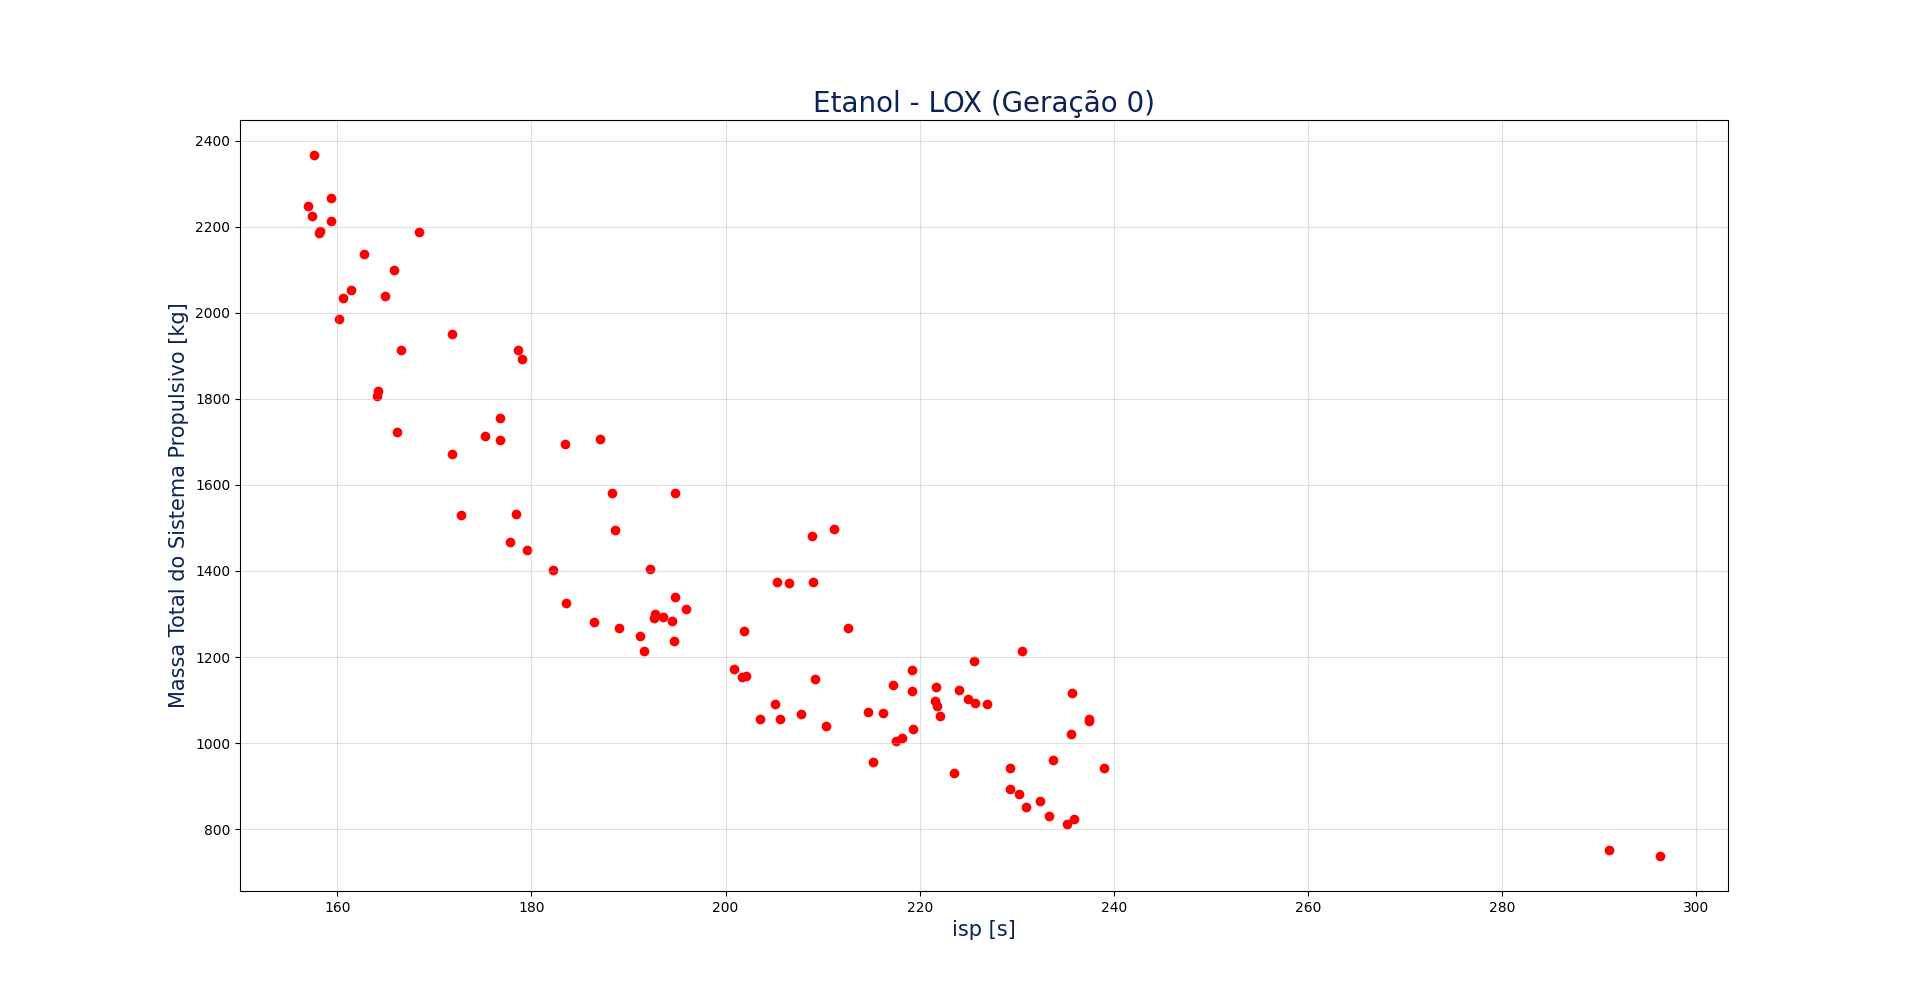 Etanol - LOX (Geração 0)
Massa Total do Sistema Propulsivo [kg]
2400
2200
2000
1800
1600
1400
1200
1000
800
160 180 200 220 240 260 280 300
isp [s]